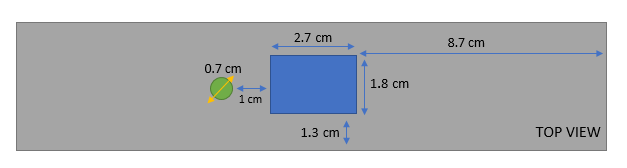 2.7 cm
8.7 cm
0.7 cm
1.8 cm
1 cm
1.3 cm
TOP VIEW